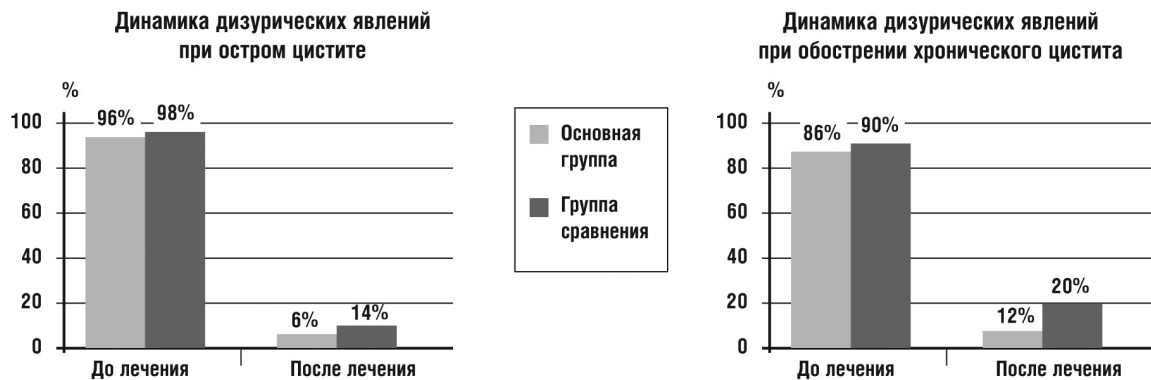 Динамика дизурических явлений
при остром цистите
%
96%
98%
100
80
60
40
20
0
6%
14%
До лечения
После лечения
Основная
группа
Группа
сравнения
Динамика дизурических явлений
при обострении хронического цистита
%
86%
90%
100
80
60
40
20
0
12%
20%
До лечения
После лечения